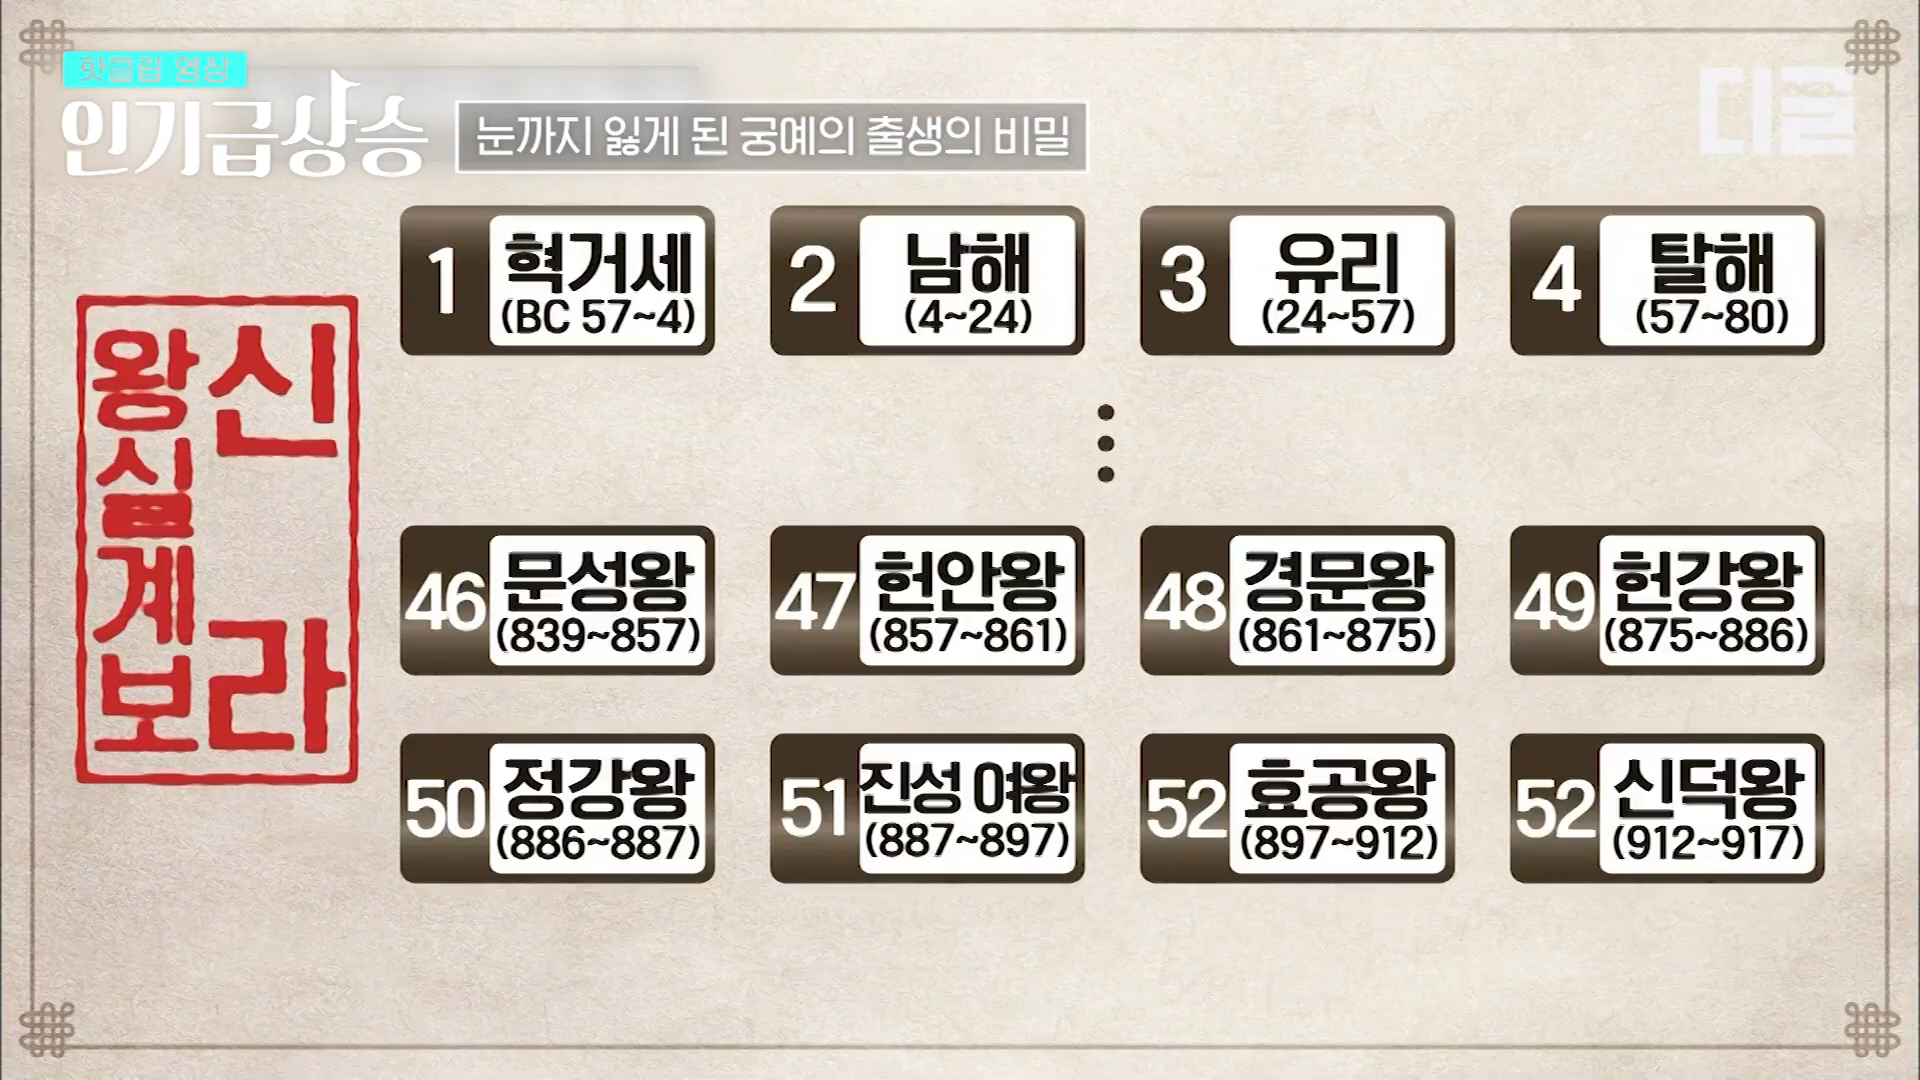 핫클립 영상
인기급상승
눈까지 잃게 된 궁예의 출생의 비밀
디글
신라
왕실계보
1 혁거세
(BC 57~4)
2 남해
(4~24)
3 유리
(24~57)
4 탈해
(57~80)
46 문성왕
(839~857)
47 헌안왕
(857~861)
48 경문왕
(861~875)
49 헌강왕
(875~886)
50 정강왕
(886~887)
51 진성 여왕
(887~897)
52 효공왕
(897~912)
52 신덕왕
(912~917)